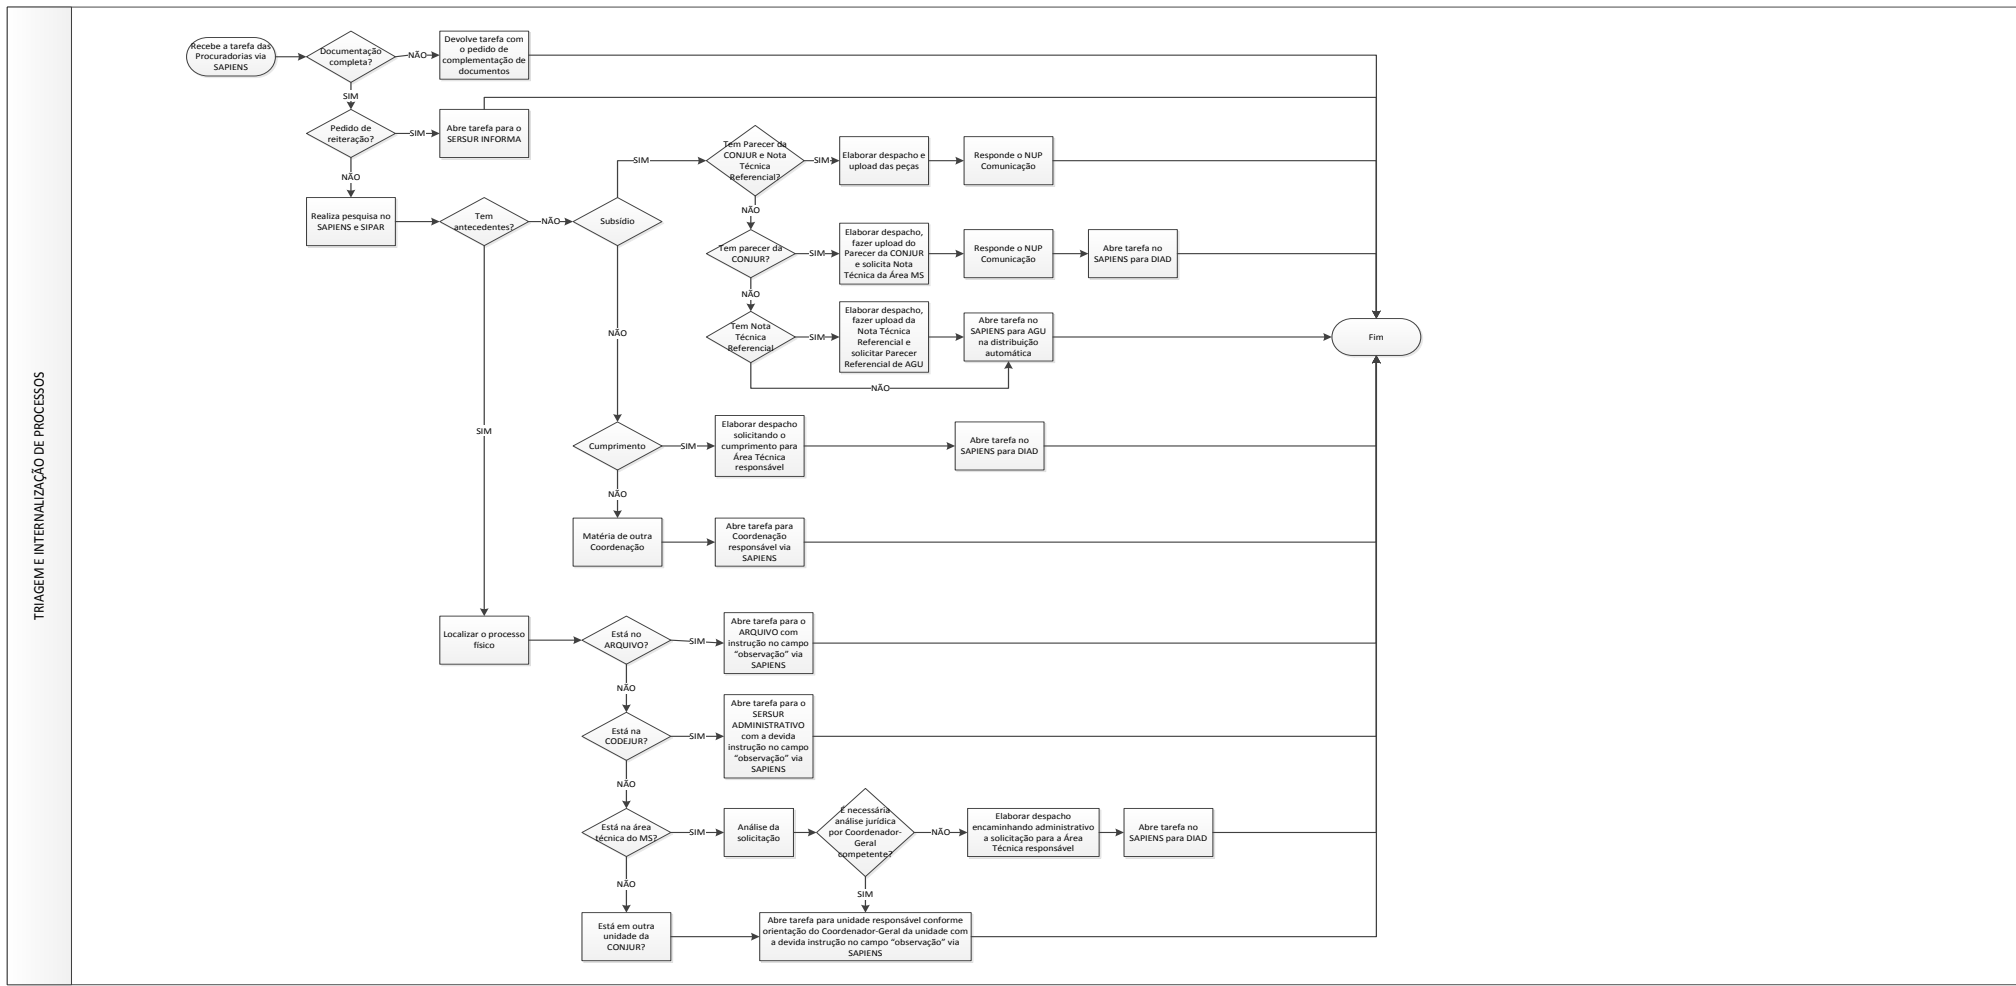 TRIAGEM E INTERNALIZAÇÃO DE PROCESSOS
Recebe a tarefa das
Procuradorias via
SAPIENS
Documentação
completa?
NÃO
Devolve tarefa com
o pedido de
complementação de
documentos
SIM
Pedido de
reiteração?
SIM
Abre tarefa para o
SERSUR INFORMA
NÃO
Realiza pesquisa no
SAPIENS e SIPAR
Tem
antecedentes?
NÃO
Subsídio
SIM
Tem Parecer da
CONJUR e Nota
Técnica
Referencial?
SIM
Elaborar despacho e
upload das peças
Responde o NUP
Comunicação
NÃO
Tem parecer da
CONJUR?
SIM
Elaborar despacho,
fazer upload do
Parecer da CONJUR
e solicita Nota
Técnica da Área MS
Responde o NUP
Comunicação
Abre tarefa no
SAPIENS para DIAD
NÃO
Tem Nota
Técnica
Referencial
SIM
Elaborar despacho,
fazer upload da
Nota Técnica
Referencial e
solicitar Parecer
Referencial de AGU
Abre tarefa no
SAPIENS para AGU
na distribuição
automática
NÃO
Fim
NÃO
Cumprimento
SIM
Elaborar despacho
solicitando o
cumprimento para
Área Técnica
responsável
Abre tarefa no
SAPIENS para DIAD
NÃO
Matéria de outra
Coordenação
Abre tarefa para
Coordenação
responsável via
SAPIENS
SIM
Localizar o processo
físico
Está no
ARQUIVO?
SIM
Abre tarefa para o
ARQUIVO com
instrução no campo
“observação” via
SAPIENS
NÃO
Está na
CODEJUR?
SIM
Abre tarefa para o
SERSUR
ADMINISTRATIVO
com a devida
instrução no campo
“observação” via
SAPIENS
NÃO
Está na área
técnica do MS?
SIM
Análise da
solicitação
É necessária
análise jurídica
por Coordenador-
Geral
competente?
NÃO
Elaborar despacho
encaminhando administrativo
a solicitação para a Área
Técnica responsável
Abre tarefa no
SAPIENS para DIAD
NÃO
SIM
Está em outra
unidade da
CONJUR?
Abre tarefa para unidade responsável conforme
orientação do Coordenador-Geral da unidade com
a devida instrução no campo “observação” via
SAPIENS